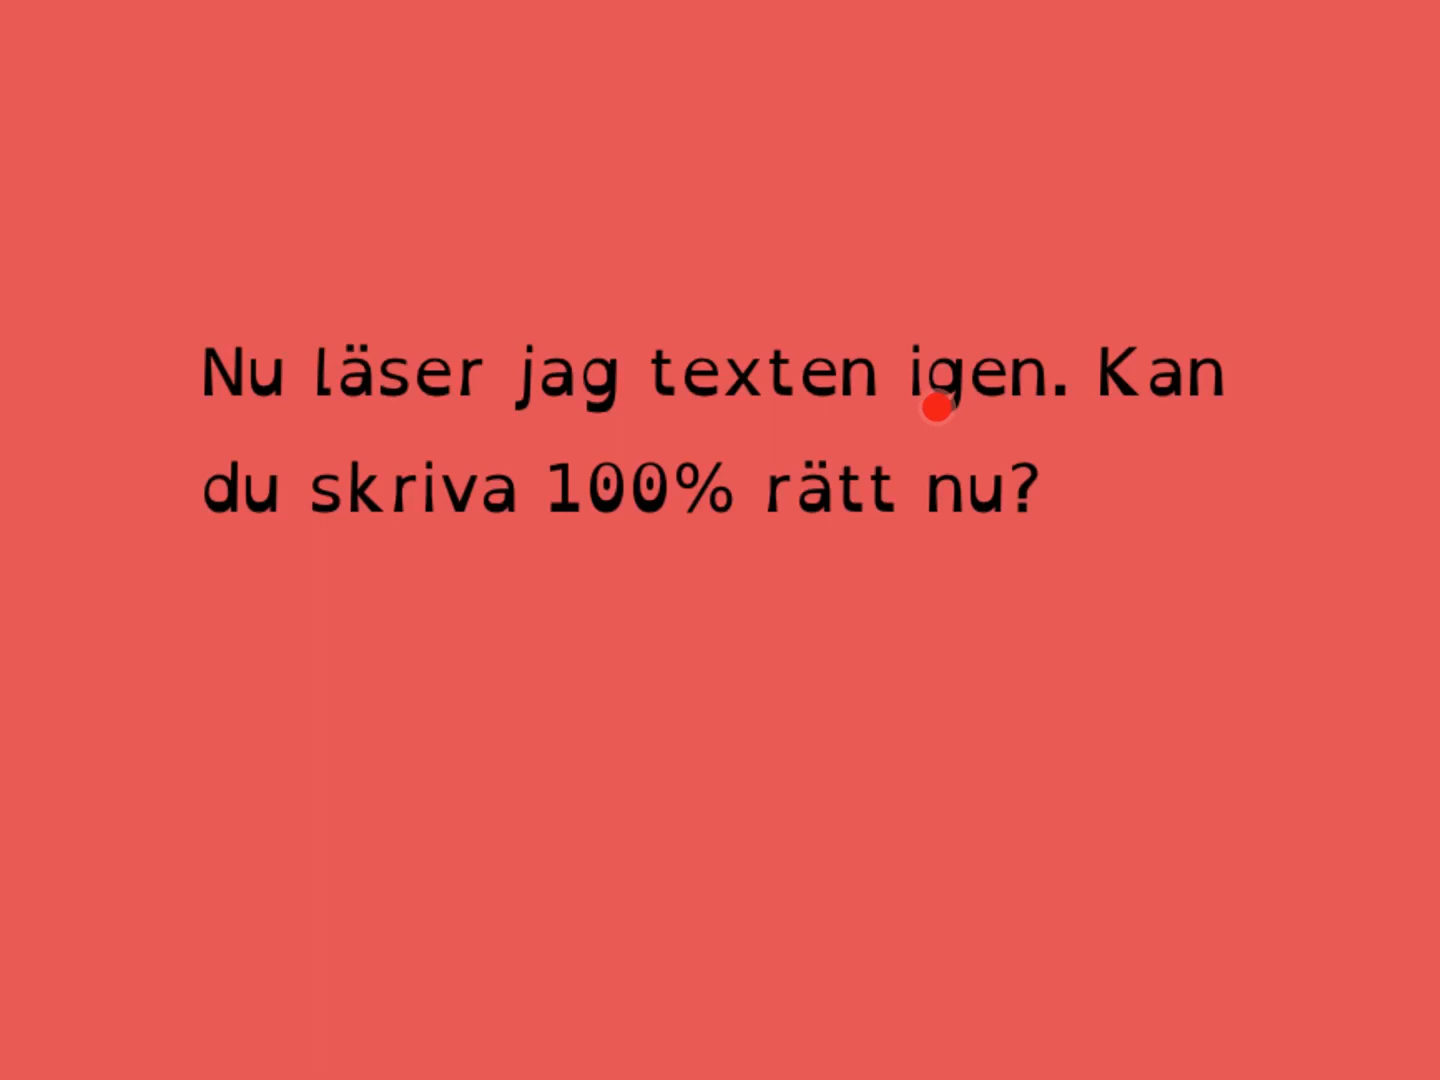 Nu läser jag texten igen. Kan
du skriva 100% rätt nu?